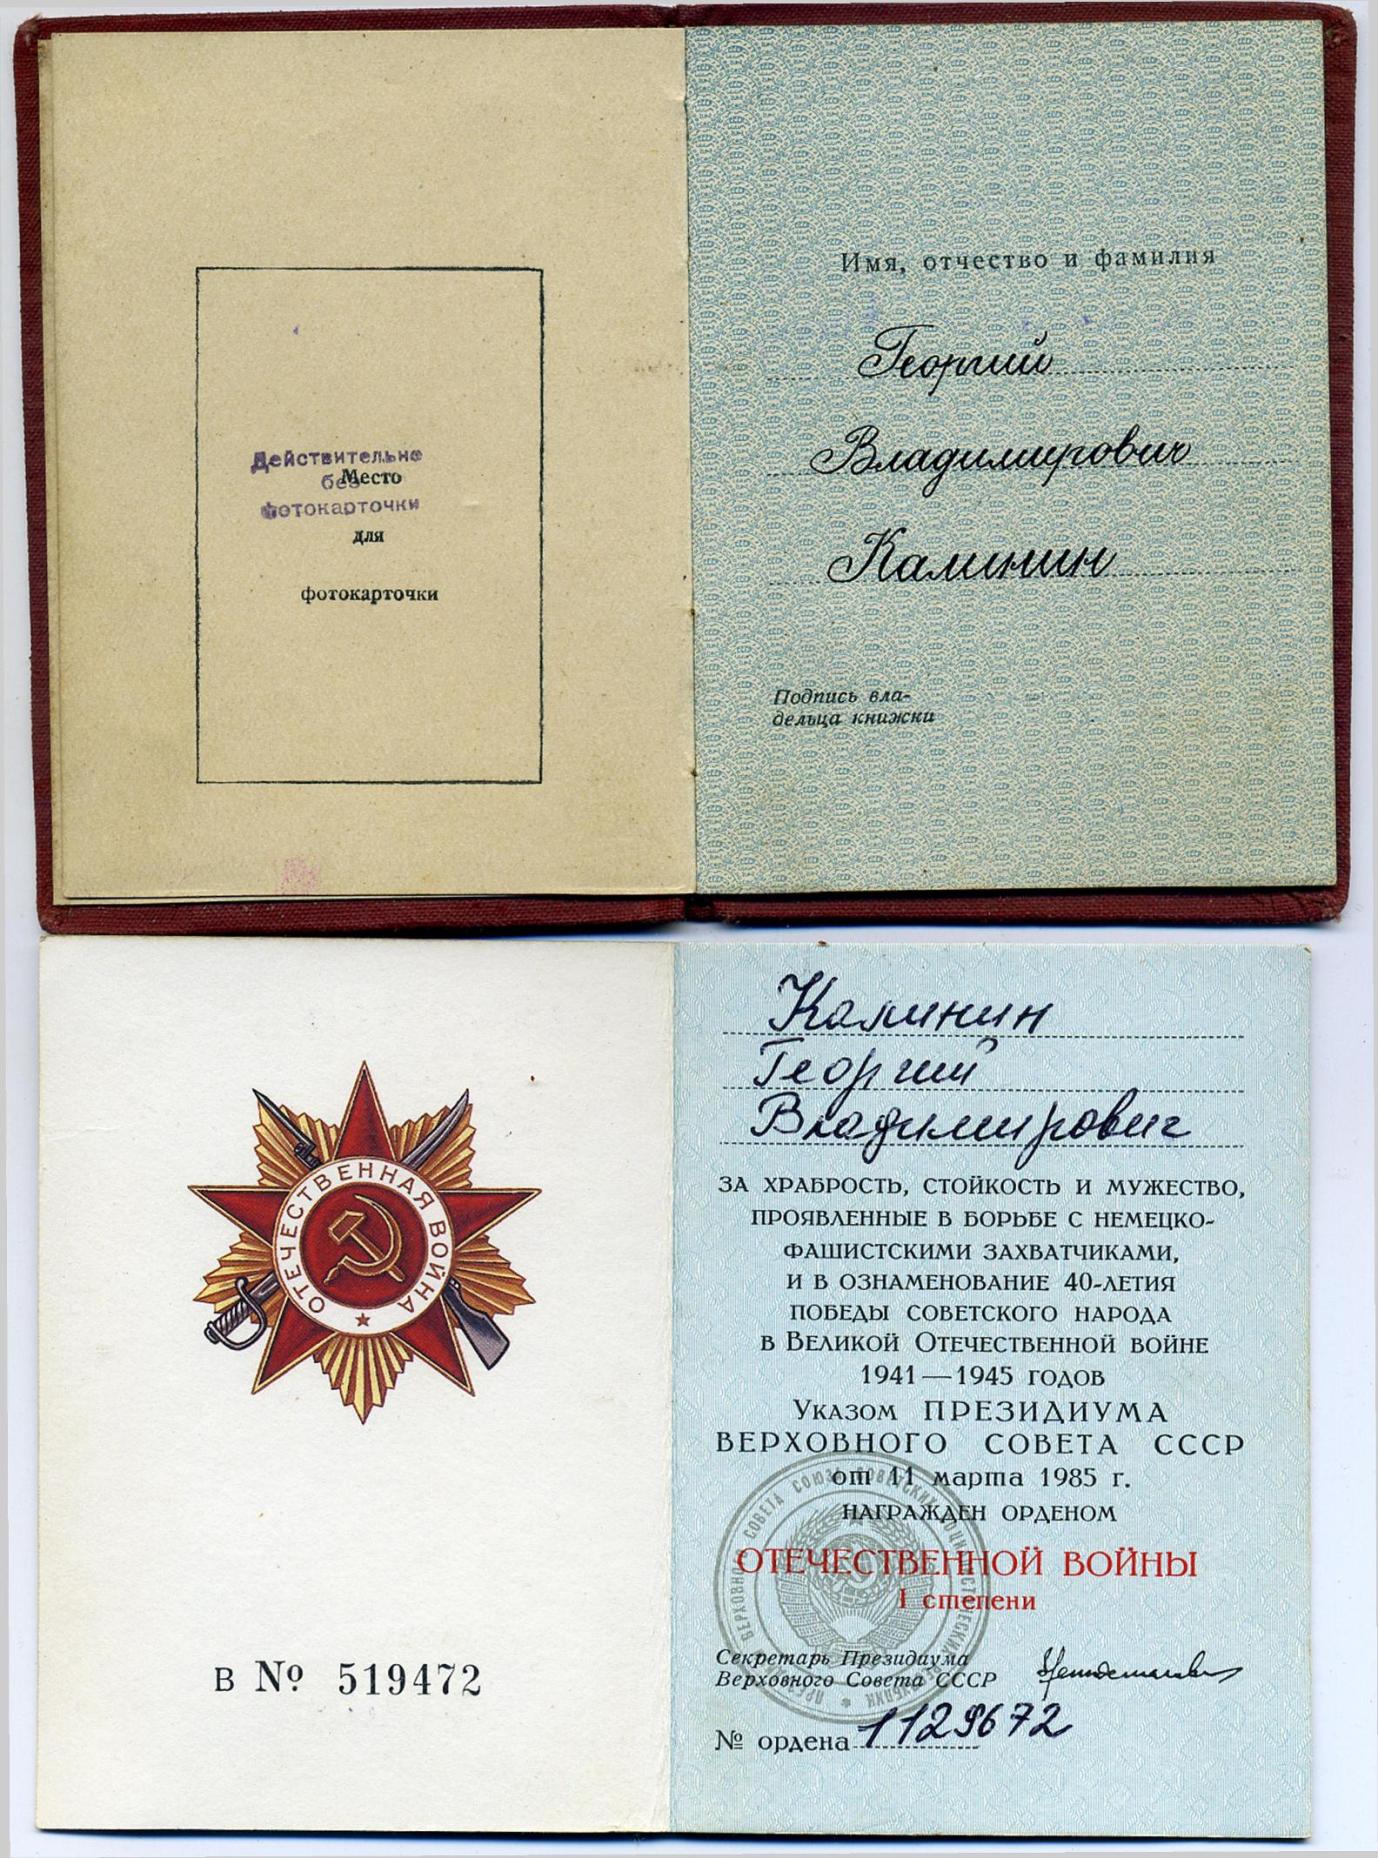 Имя, отчество и фамилия
Георгий
Владимирович
Калинин
Действительно
без
фотокарточки
Место
для
фотокарточки
Подпись вла-
дельца книжки
Калинин
Георгий
Владимирович
ОТЕЧЕСТВЕННАЯ ВОЙНА
ЗА ХРАБРОСТЬ, СТОЙКОСТЬ И МУЖЕСТВО,
ПРОЯВЛЕННЫЕ В БОРЬБЕ С НЕМЕЦКО-
ФАШИСТСКИМИ ЗАХВАТЧИКАМИ,
И В ОЗНАМЕНОВАНИЕ 40-ЛЕТИЯ
ПОБЕДЫ СОВЕТСКОГО НАРОДА
В ВЕЛИКОЙ ОТЕЧЕСТВЕННОЙ ВОЙНЕ
1941—1945 ГОДОВ
УКАЗОМ ПРЕЗИДИУМА
ВЕРХОВНОГО СОВЕТА СССР
от 11 марта 1985 г.
НАГРАЖДЕН ОРДЕНОМ
ОТЕЧЕСТВЕННОЙ ВОЙНЫ
I степени
Секретарь Президиума
Верховного Совета СССР
В № 519472
№ ордена 1129672